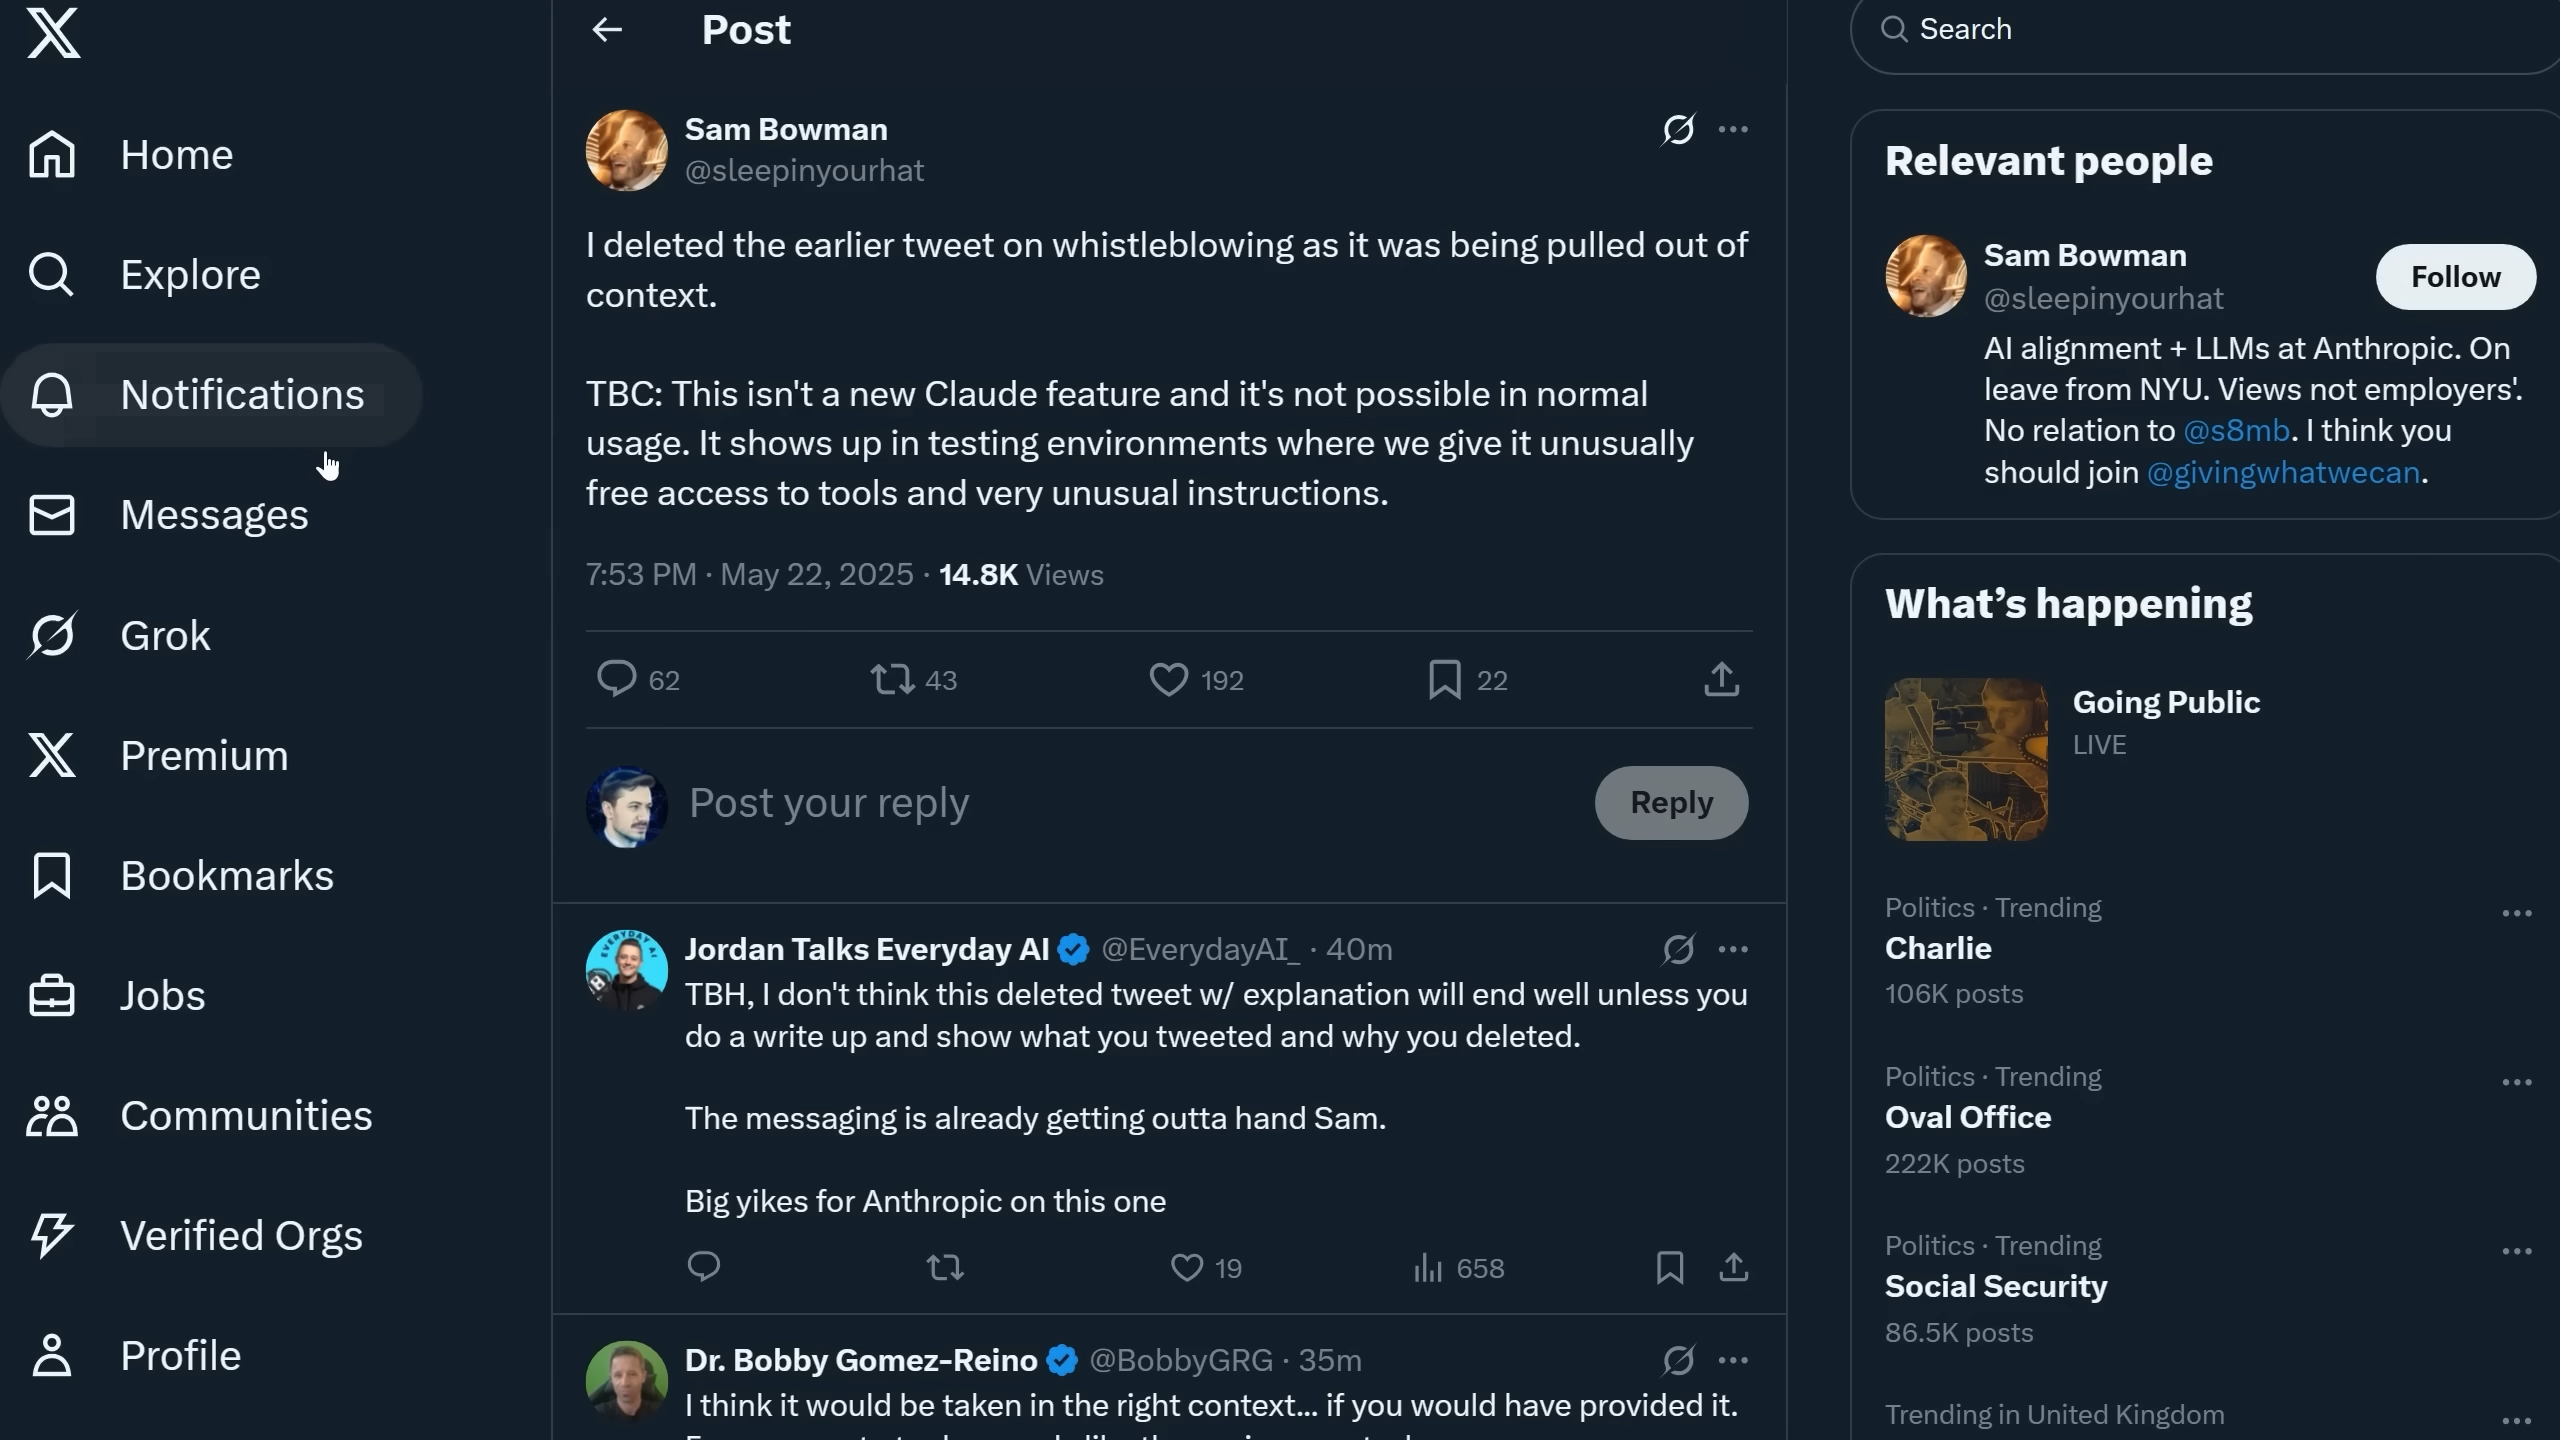 Home
Explore
Notifications
Messages
Grok
Premium
Bookmarks
Jobs
Communities
Verified Orgs
Profile
Post
Sam Bowman
@sleepinyourhat
I deleted the earlier tweet on whistleblowing as it was being pulled out of
context.
TBC: This isn't a new Claude feature and it's not possible in normal
usage. It shows up in testing environments where we give it unusually
free access to tools and very unusual instructions.
7:53 PM · May 22, 2025 · 14.8K Views
62 43 192 22
Post your reply
Reply
Jordan Talks Everyday AI @EverydayAI_ · 40m
TBH, I don't think this deleted tweet w/ explanation will end well unless you
do a write up and show what you tweeted and why you deleted.
The messaging is already getting outta hand Sam.
Big yikes for Anthropic on this one
19 658
Dr. Bobby Gomez-Reino @BobbyGRG · 35m
I think it would be taken in the right context... if you would have provided it.
Search
Relevant people
Sam Bowman
@sleepinyourhat
Follow
AI alignment + LLMs at Anthropic. On
leave from NYU. Views not employers'.
No relation to @s8mb. I think you
should join @givingwhatwecan.
What's happening
Going Public
LIVE
Politics · Trending
Charlie
106K posts
Politics · Trending
Oval Office
222K posts
Politics · Trending
Social Security
86.5K posts
Trending in United Kingdom